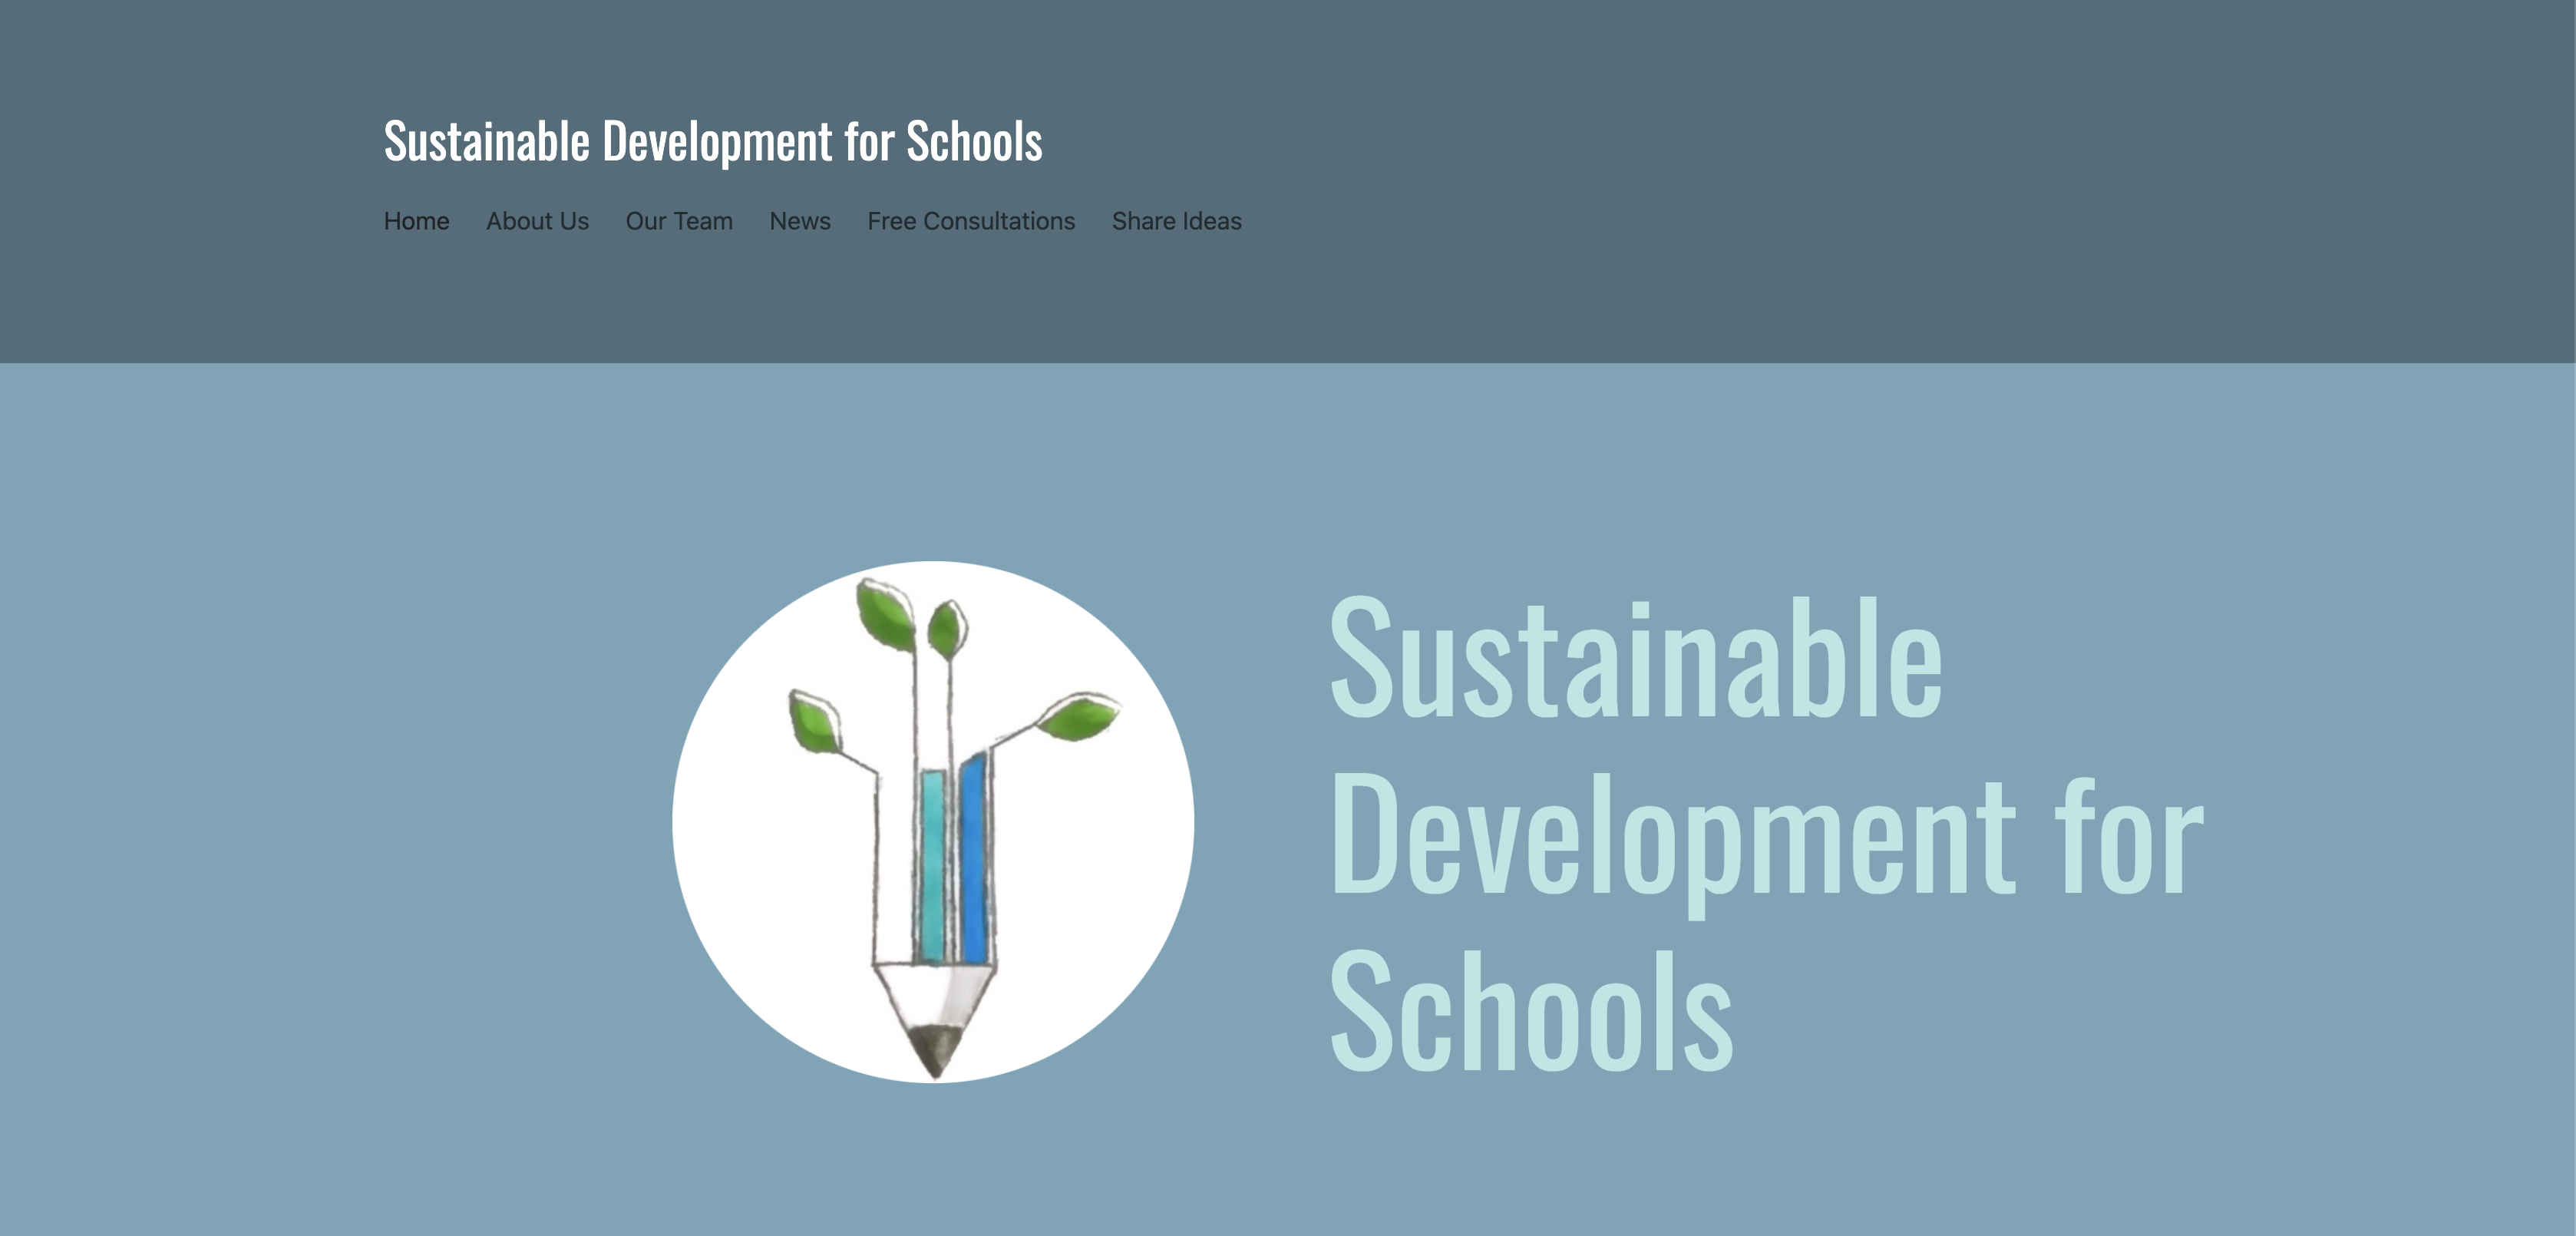 Sustainable Development for Schools
Home About Us Our Team News Free Consultations Share Ideas
Sustainable
Development for
Schools